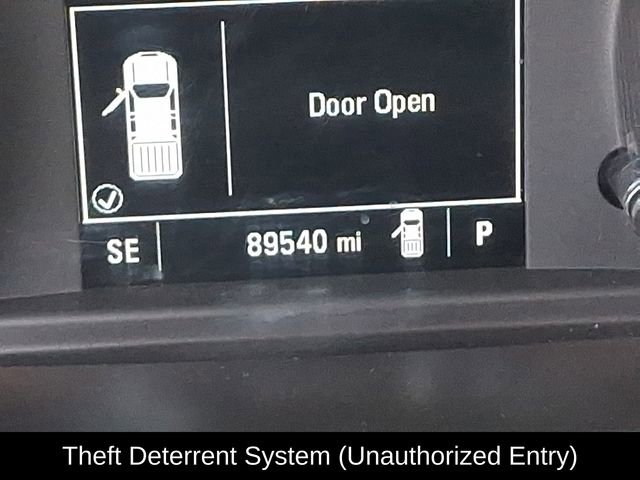 Door Open
SE 89540 mi P
Theft Deterrent System (Unauthorized Entry)